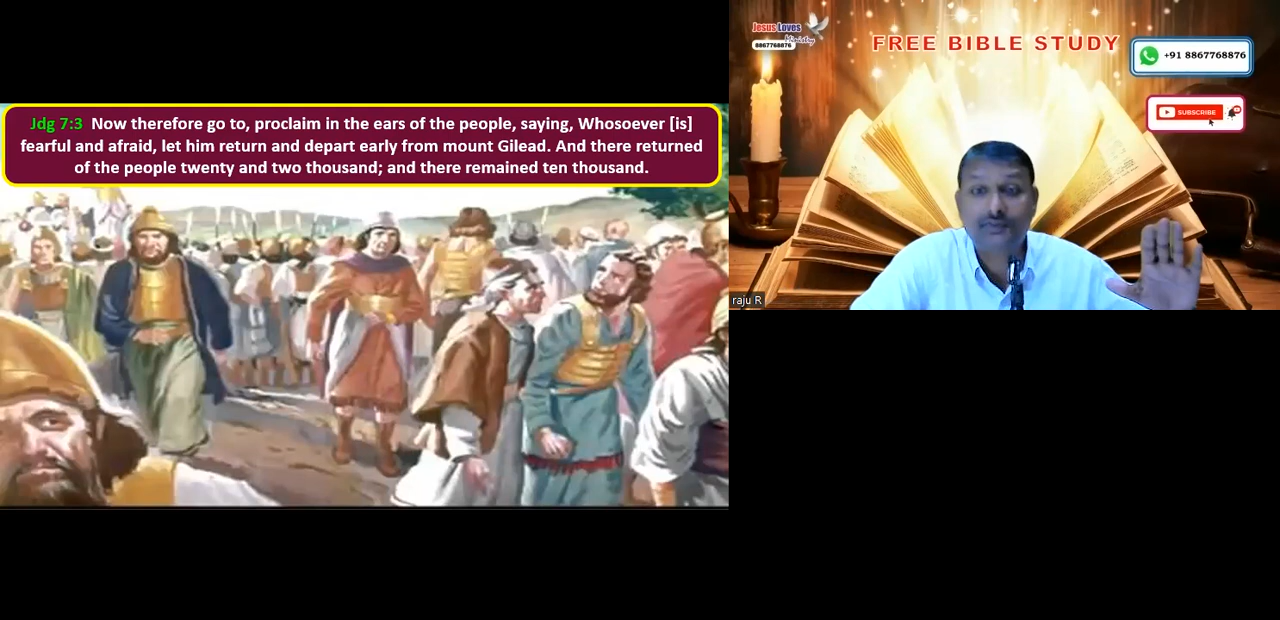 Jdg 7:3 Now therefore go to, proclaim in the ears of the people, saying, Whosoever [is]
fearful and afraid, let him return and depart early from mount Gilead. And there returned
of the people twenty and two thousand; and there remained ten thousand.
Jesus Loves
Ministry
8867768876
FREE BIBLE STUDY
+91 8867768876
SUBSCRIBE
raju R